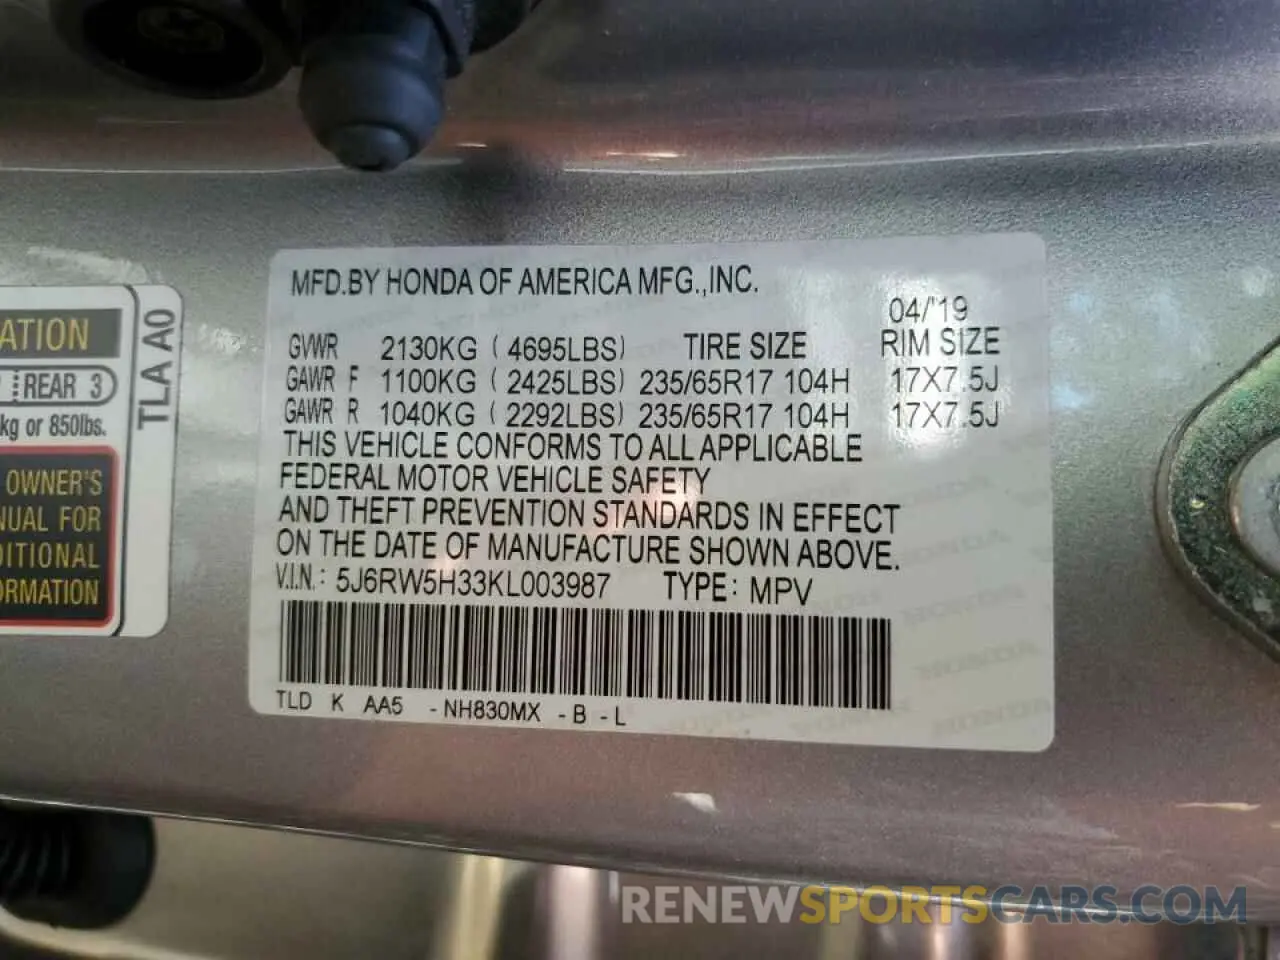 MFD.BY HONDA OF AMERICA MFG.,INC.
04/'19
GVWR 2130KG ( 4695LBS) TIRE SIZE RIM SIZE
GAWR F 1100KG ( 2425LBS) 235/65R17 104H 17X7.5J
GAWR R 1040KG ( 2292LBS) 235/65R17 104H 17X7.5J
THIS VEHICLE CONFORMS TO ALL APPLICABLE
FEDERAL MOTOR VEHICLE SAFETY
AND THEFT PREVENTION STANDARDS IN EFFECT
ON THE DATE OF MANUFACTURE SHOWN ABOVE.
V.I.N.: 5J6RW5H33KL003987 TYPE: MPV
TLD K AA5 -NH830MX -B -L
ATION
REAR 3
kg or 850lbs.
OWNER'S
NUAL FOR
DITIONAL
FORMATION
TLA A0
RENEWSPORTSCARS.COM